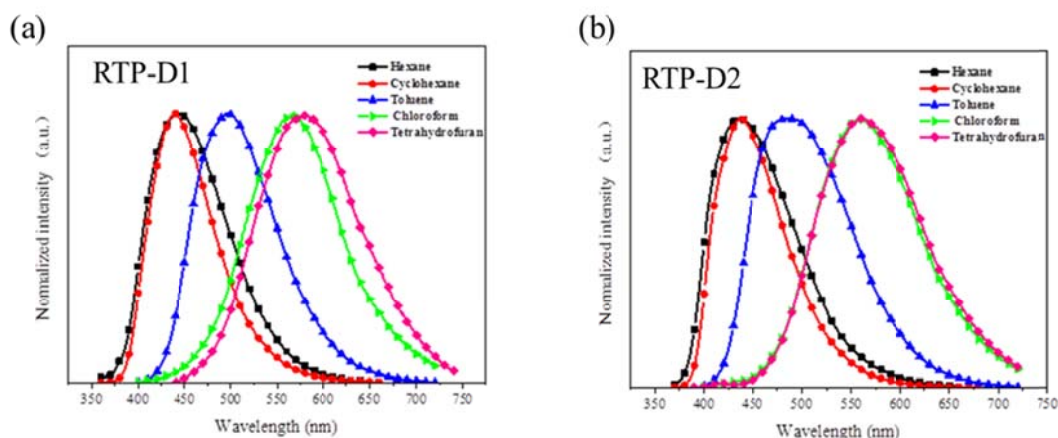 (a)
RTP-D1
Hexane
Cyclohexane
Toluene
Chloroform
Tetrahydrofuran
Normalized intensity (a.u.)
350 400 450 500 550 600 650 700 750
Wavelength (nm)
(b)
RTP-D2
Hexane
Cyclohexane
Toluene
Chloroform
Tetrahydrofuran
Normalized intensity (a.u.)
350 400 450 500 550 600 650 700 750
Wavelength (nm)